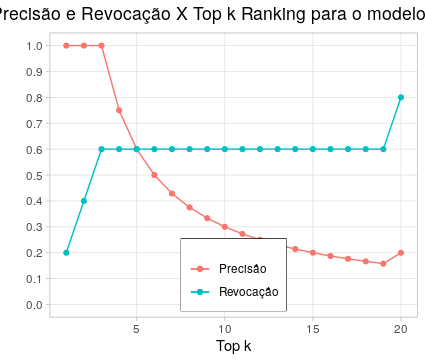 Precisão e Revocação X Top k Ranking para o modelo
1.0
0.9
0.8
0.7
0.6
0.5
0.4
0.3
0.2
0.1
0.0
Precisão
Revocação
5 10 15 20
Top k